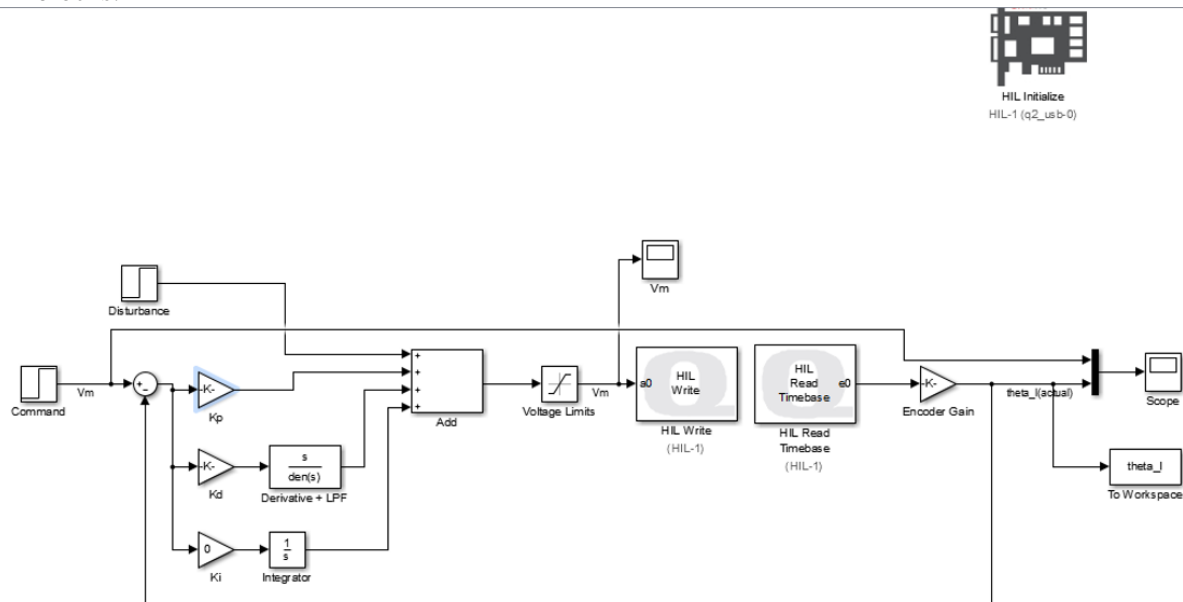 HIL Initialize
HIL-1 (q2_usb-0)
Vm
Disturbance
Command
Vm
+
-
-K-
Kp
-K-
Kd
s
den(s)
Derivative + LPF
0
Ki
1
s
Integrator
+
+
+
+
Add
Voltage Limits
Vm
a0
HIL
Write
HIL Write
(HIL-1)
HIL
Read
Timebase
e0
HIL Read
Timebase
(HIL-1)
-K-
Encoder Gain
theta_l(actual)
Scope
theta_l
To Workspace